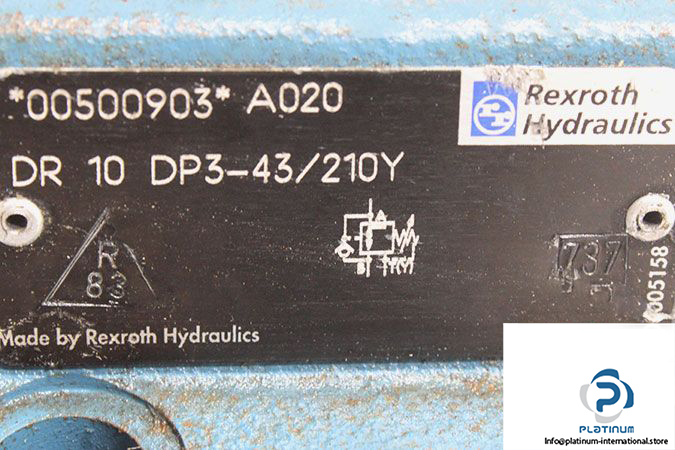 *00500903* A020
Rexroth
Hydraulics
DR 10 DP3-43/210Y
R
83
A
B
T(Y)
737
005158
Made by Rexroth Hydraulics
PLATINUM
Info@platinum-international.store